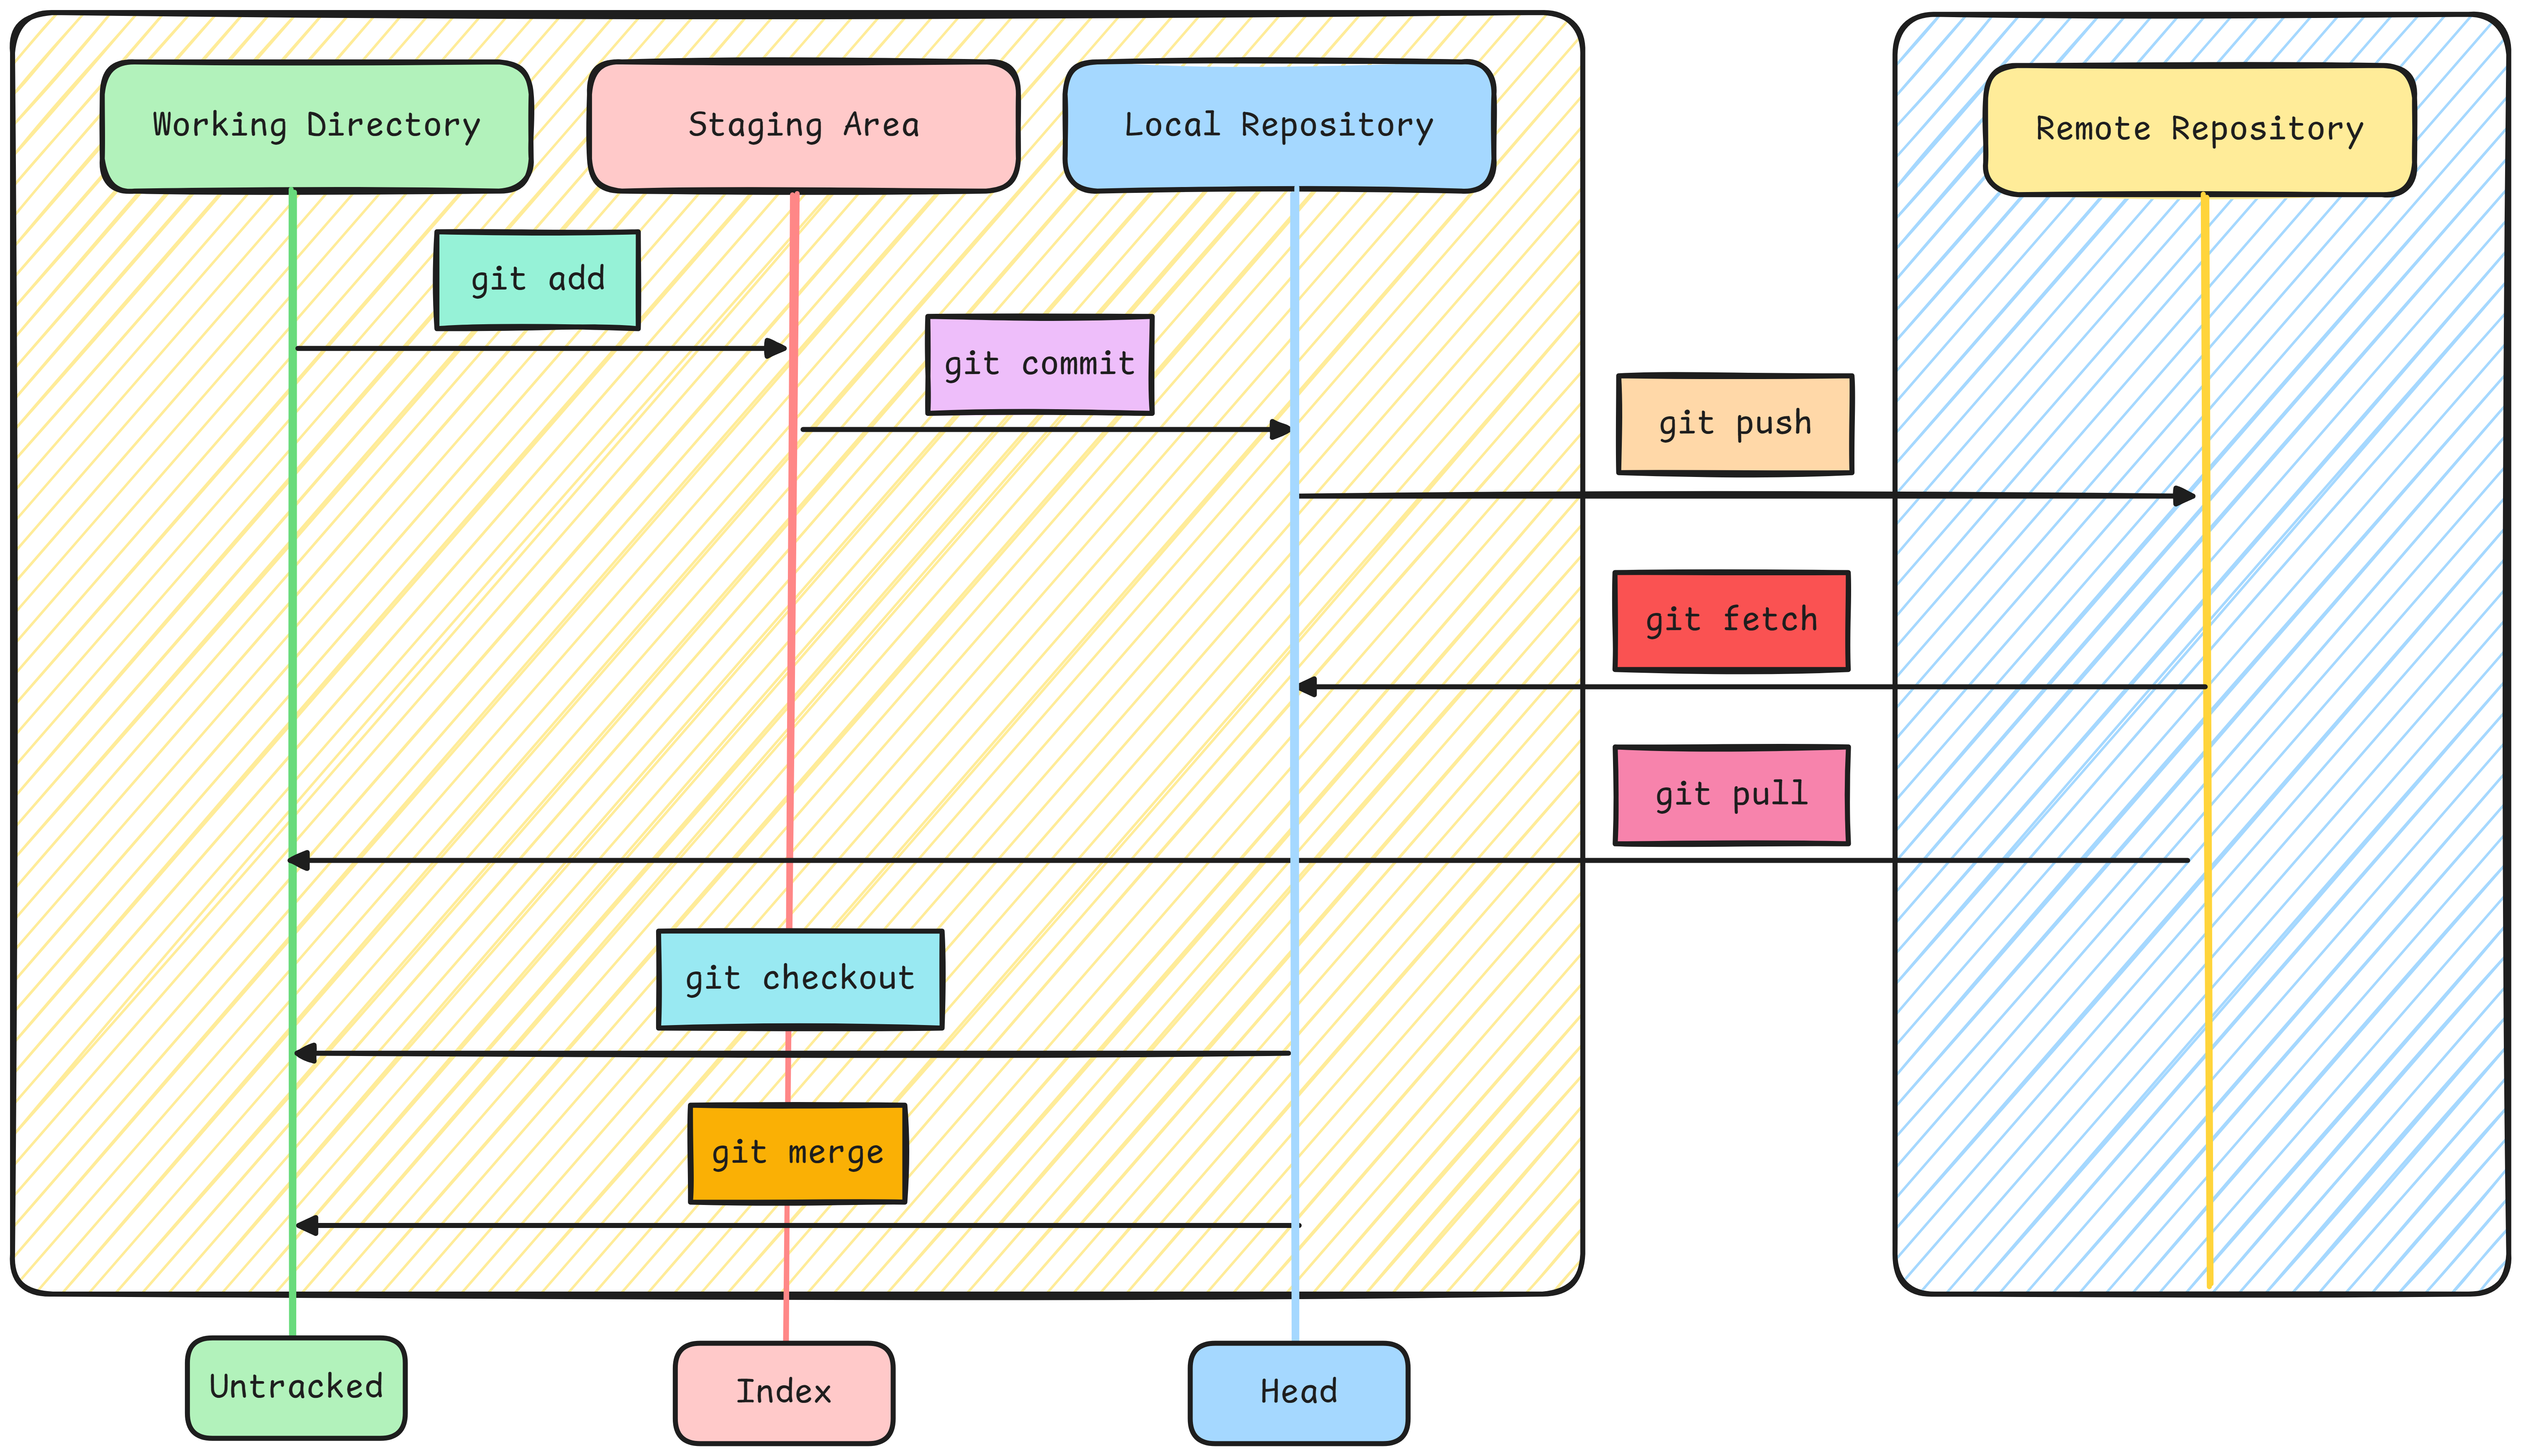 Working Directory
Staging Area
Local Repository
Remote Repository
git add
git commit
git push
git fetch
git pull
git checkout
git merge
Untracked
Index
Head